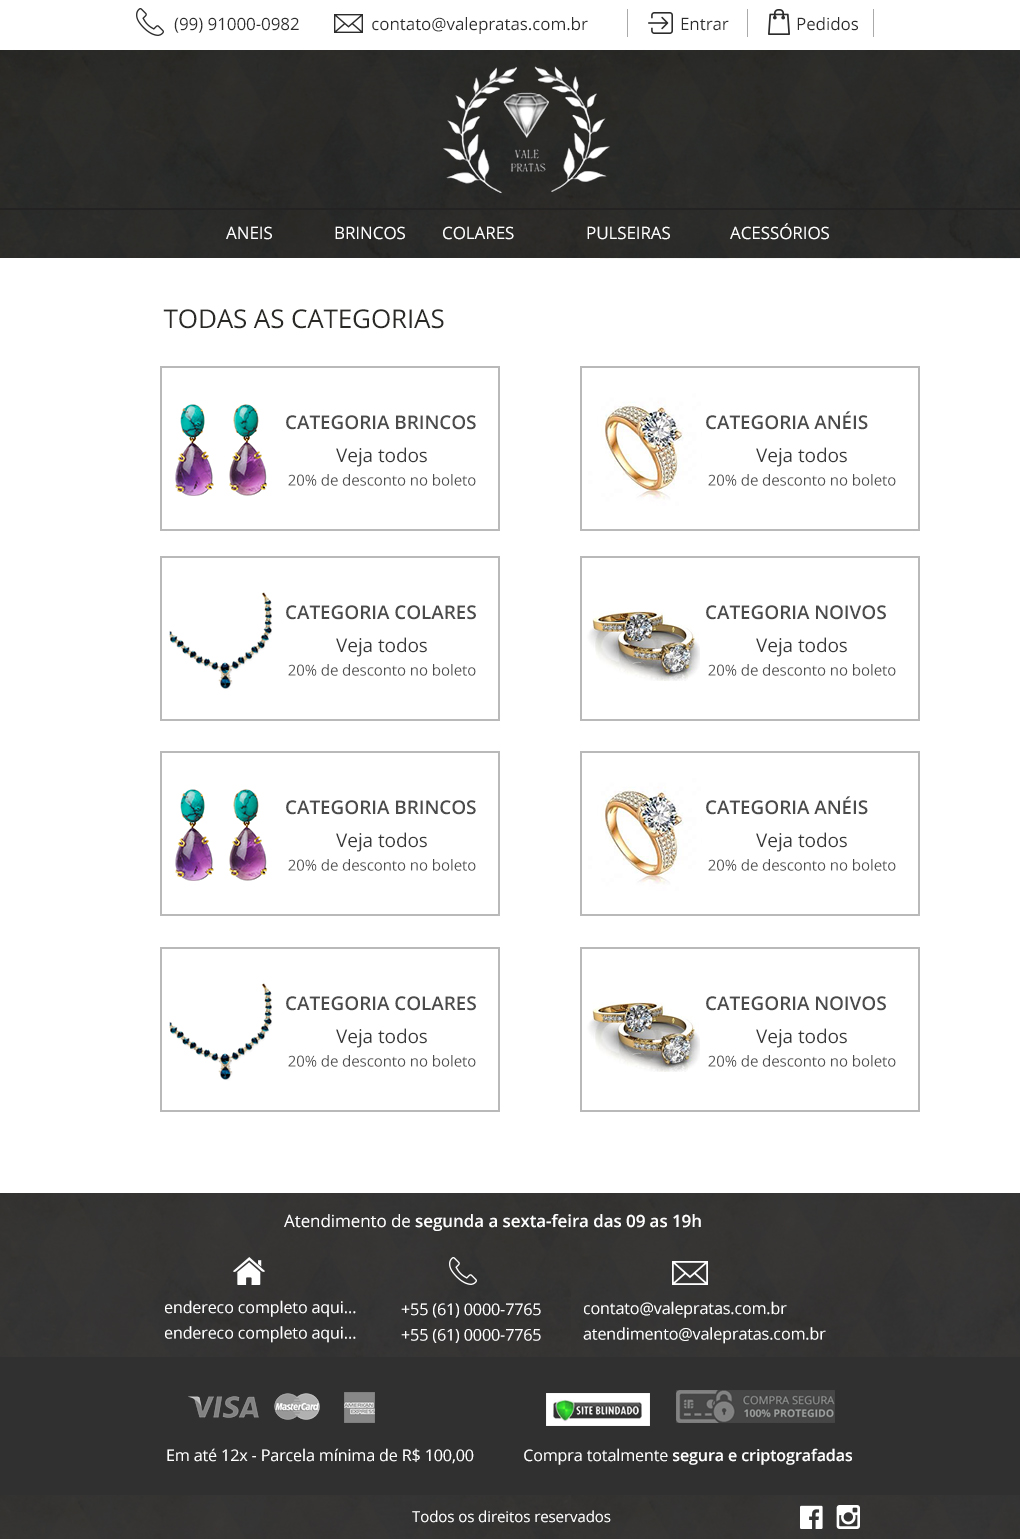 (99) 91000-0982 contato@valepratas.com.br Entrar Pedidos
VALE
PRATAS
ANEIS BRINCOS COLARES PULSEIRAS ACESSÓRIOS
TODAS AS CATEGORIAS
CATEGORIA BRINCOS
Veja todos
20% de desconto no boleto
CATEGORIA ANÉIS
Veja todos
20% de desconto no boleto
CATEGORIA COLARES
Veja todos
20% de desconto no boleto
CATEGORIA NOIVOS
Veja todos
20% de desconto no boleto
CATEGORIA BRINCOS
Veja todos
20% de desconto no boleto
CATEGORIA ANÉIS
Veja todos
20% de desconto no boleto
CATEGORIA COLARES
Veja todos
20% de desconto no boleto
CATEGORIA NOIVOS
Veja todos
20% de desconto no boleto
Atendimento de segunda a sexta-feira das 09 as 19h
endereco completo aqui...
endereco completo aqui...
+55 (61) 0000-7765
+55 (61) 0000-7765
contato@valepratas.com.br
atendimento@valepratas.com.br
VISA
MasterCard
AMERICAN
EXPRESS
SITE BLINDADO
COMPRA SEGURA
100% PROTEGIDO
Em até 12x - Parcela mínima de R$ 100,00
Compra totalmente segura e criptografadas
Todos os direitos reservados